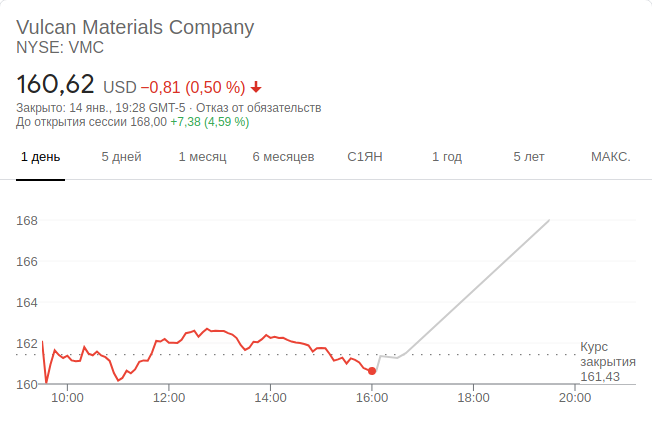 Vulcan Materials Company
NYSE: VMC
160,62 USD −0,81 (0,50 %)
Закрыто: 14 янв., 19:28 GMT-5 · Отказ от обязательств
До открытия сессии 168,00 +7,38 (4,59 %)
1 день 5 дней 1 месяц 6 месяцев С1ЯН 1 год 5 лет МАКС.
168
166
164
162
160
Курс
закрытия
161,43
10:00 12:00 14:00 16:00 18:00 20:00